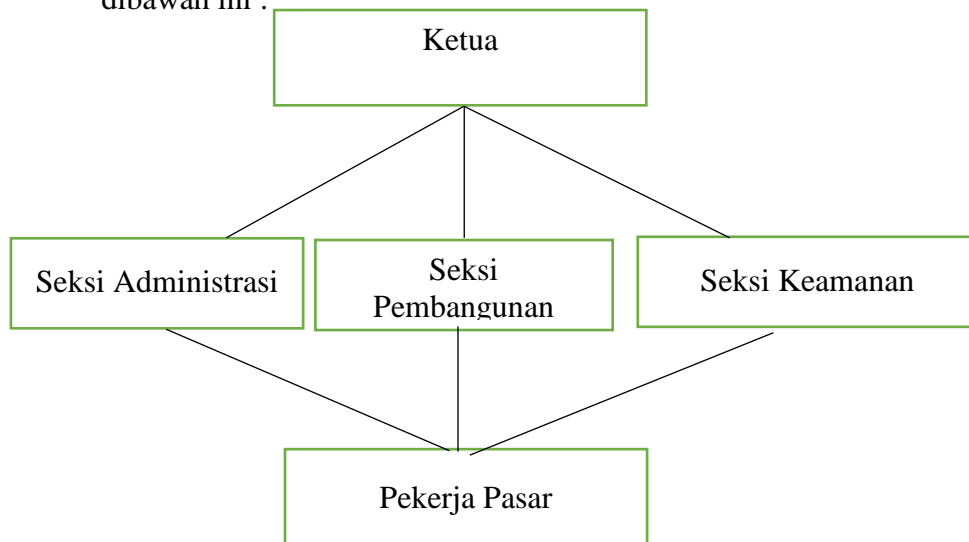 dibawah ini :
Ketua
Seksi Administrasi
Seksi
Pembangunan
Seksi Keamanan
Pekerja Pasar